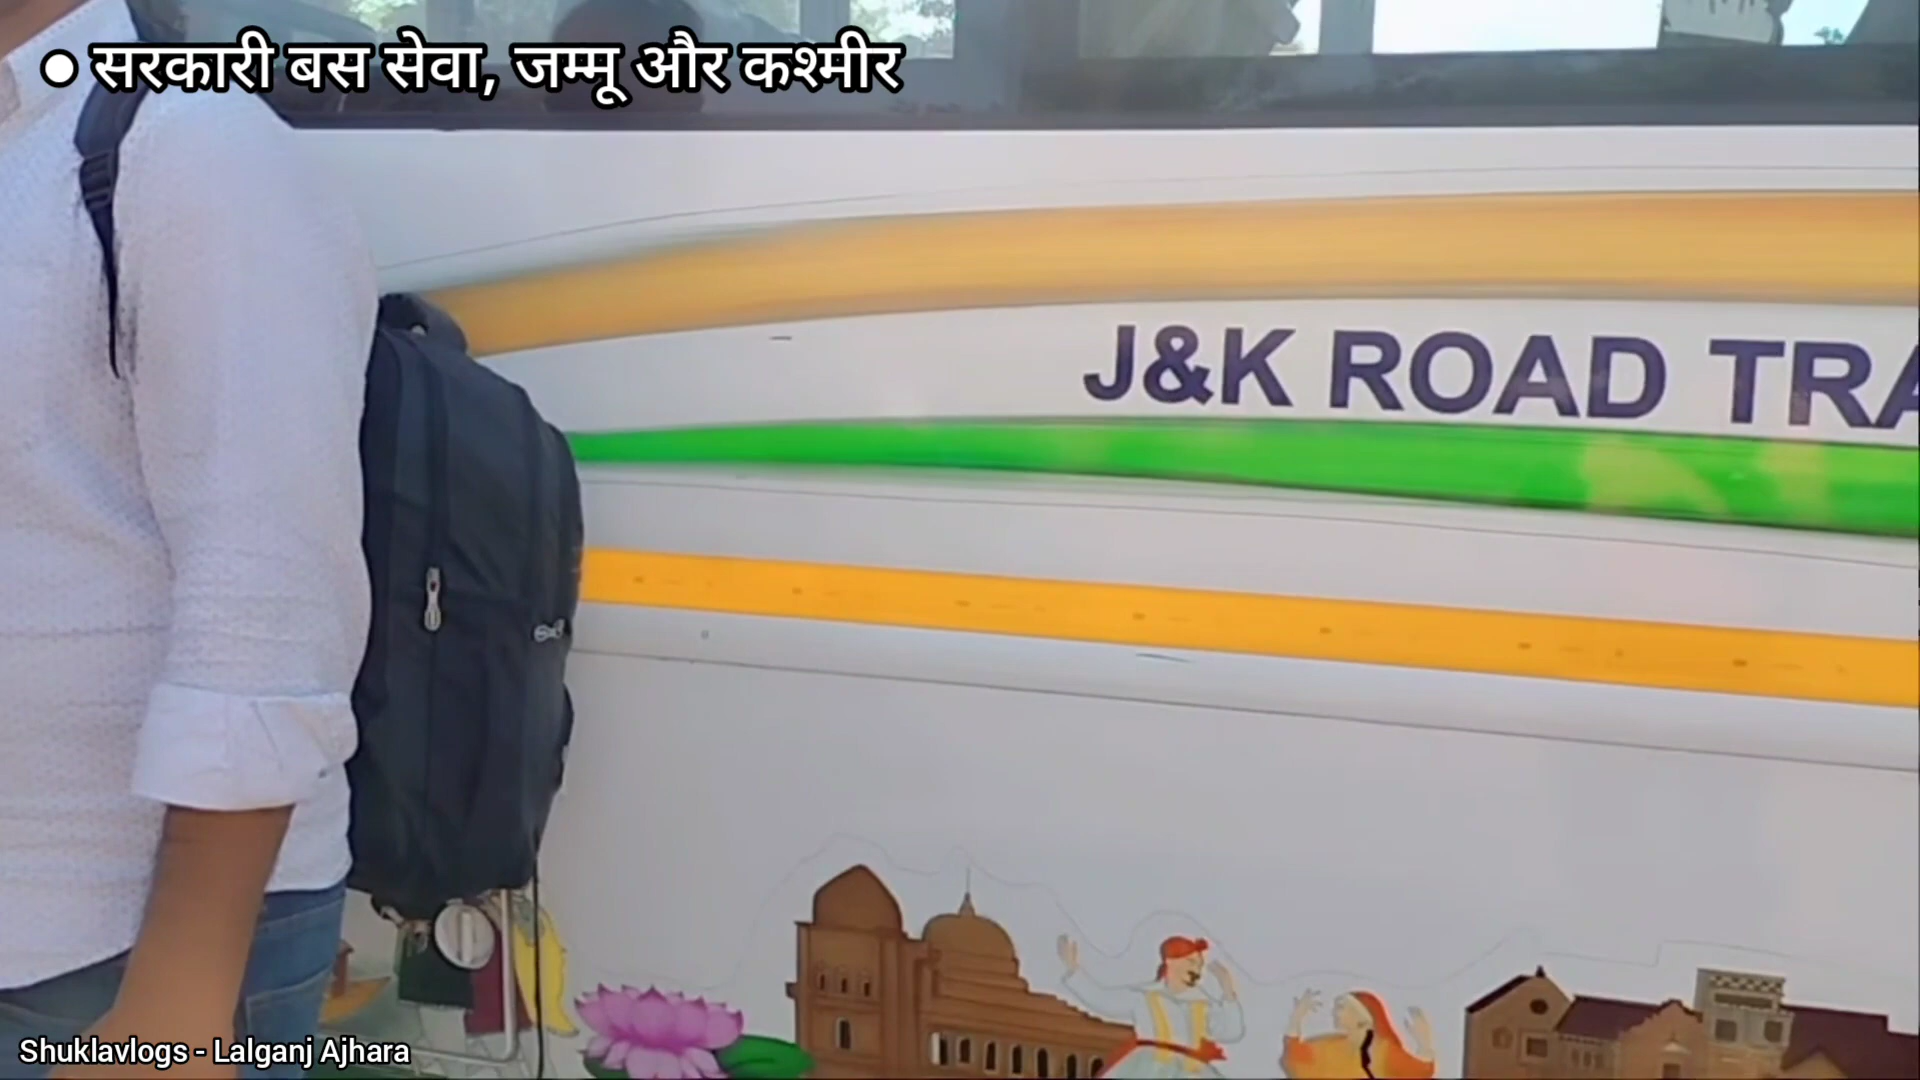 ● सरकारी बस सेवा, जम्मू और कश्मीर
J&K ROAD TRA
Shuklavlogs - Lalganj Ajhara